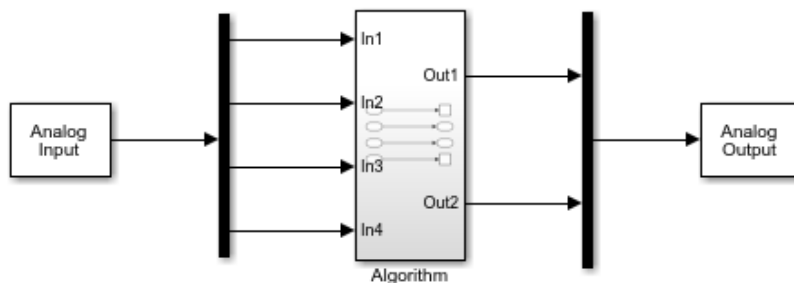 Analog
Input
In1
In2
In3
In4
Out1
Out2
Algorithm
Analog
Output